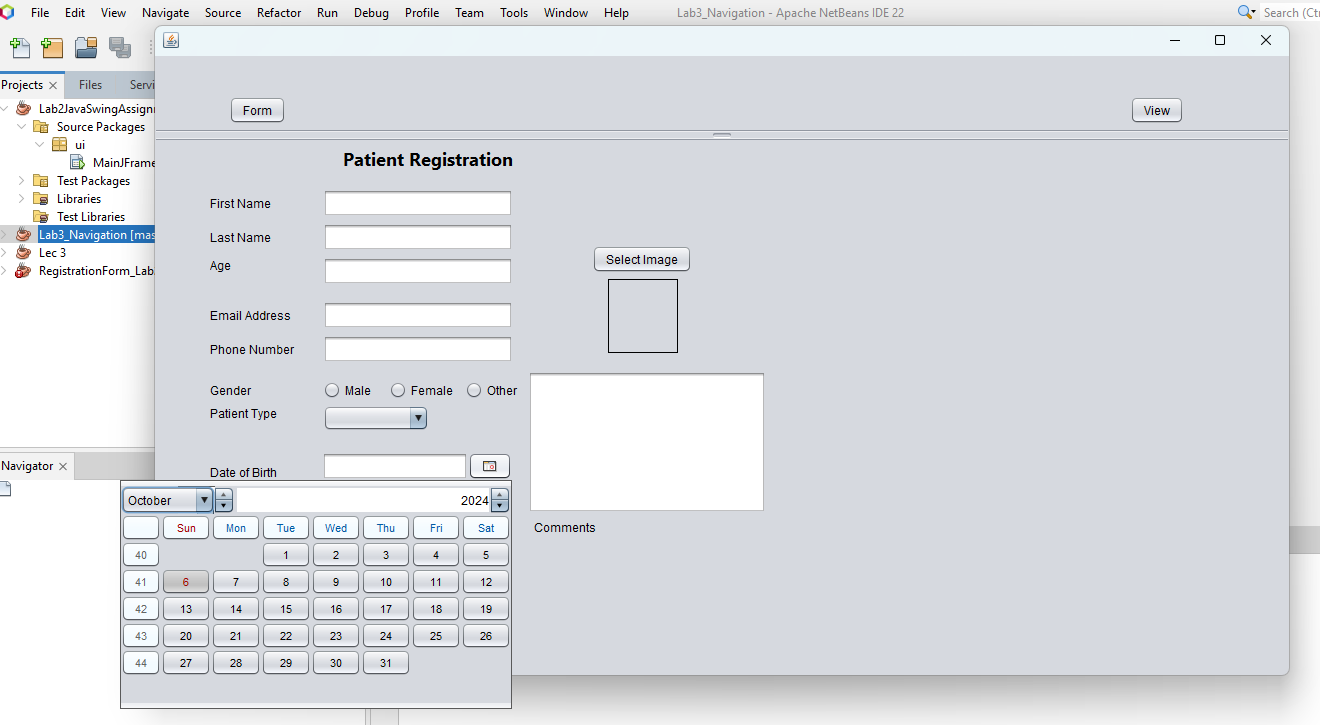 File Edit View Navigate Source Refactor Run Debug Profile Team Tools Window Help Lab3_Navigation - Apache NetBeans IDE 22 Search (Ctr
Projects Files Servi
Lab2JavaSwingAssignm
Source Packages
ui
MainJFrame
Test Packages
Libraries
Test Libraries
Lab3_Navigation [mas
Lec 3
RegistrationForm_Lab
Navigator
Form View
Patient Registration
First Name
Last Name
Age
Select Image
Email Address
Phone Number
Gender Male Female Other
Patient Type
Date of Birth
October 2024
Sun Mon Tue Wed Thu Fri Sat
40 1 2 3 4 5
41 6 7 8 9 10 11 12
42 13 14 15 16 17 18 19
43 20 21 22 23 24 25 26
44 27 28 29 30 31
Comments